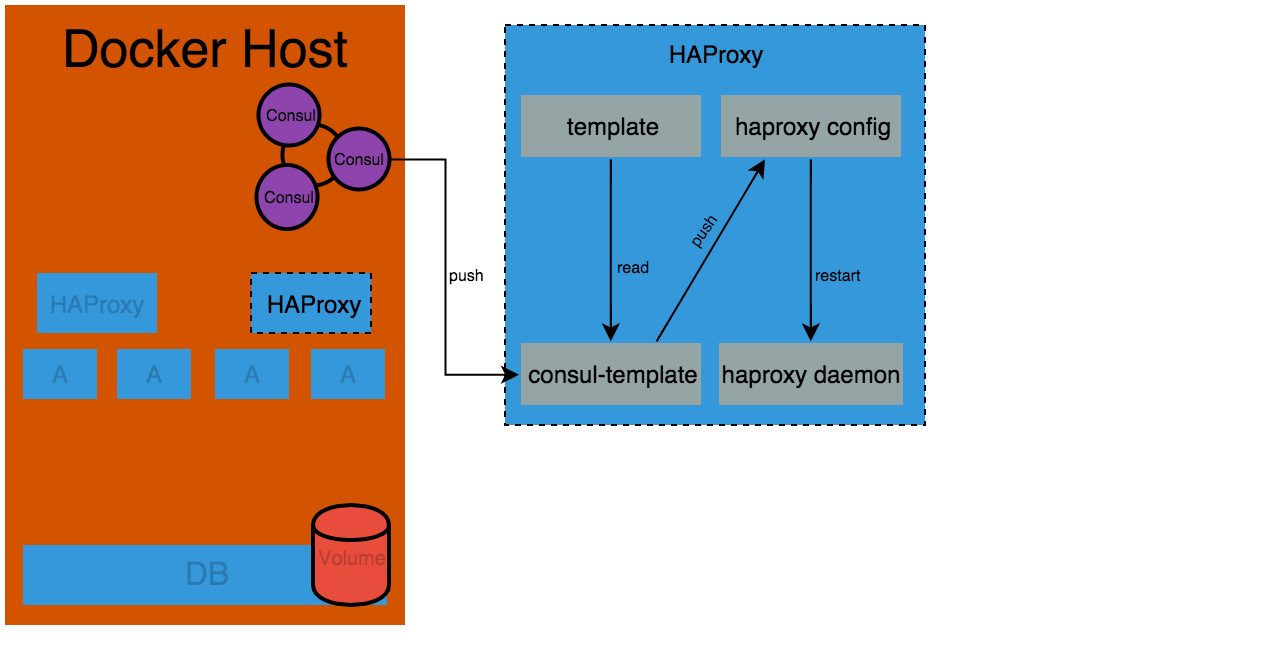 Docker Host
Consul
Consul
Consul
HAProxy
HAProxy
A
A
A
A
DB
Volume
push
HAProxy
template
haproxy config
read
push
restart
consul-template
haproxy daemon